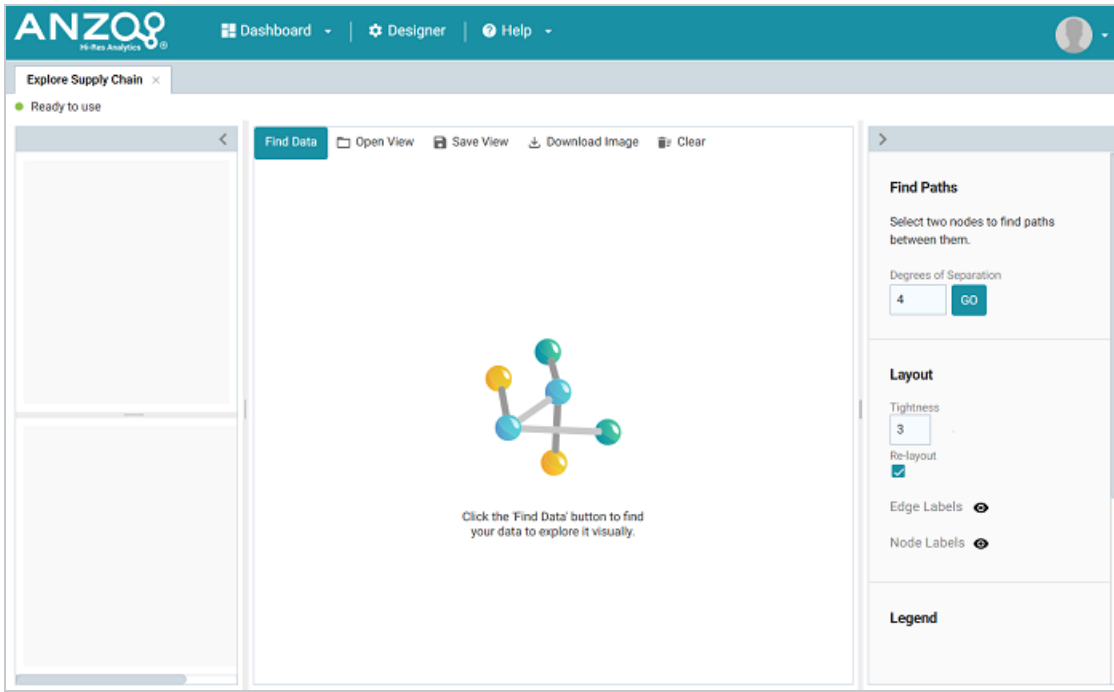 ANZO
Hi-Res Analytics ®
Dashboard
Designer
Help
Explore Supply Chain ×
Ready to use
Find Data
Open View
Save View
Download Image
Clear
Click the 'Find Data' button to find
your data to explore it visually.
Find Paths
Select two nodes to find paths
between them.
Degrees of Separation
4
GO
Layout
Tightness
3
Re-layout
Edge Labels
Node Labels
Legend